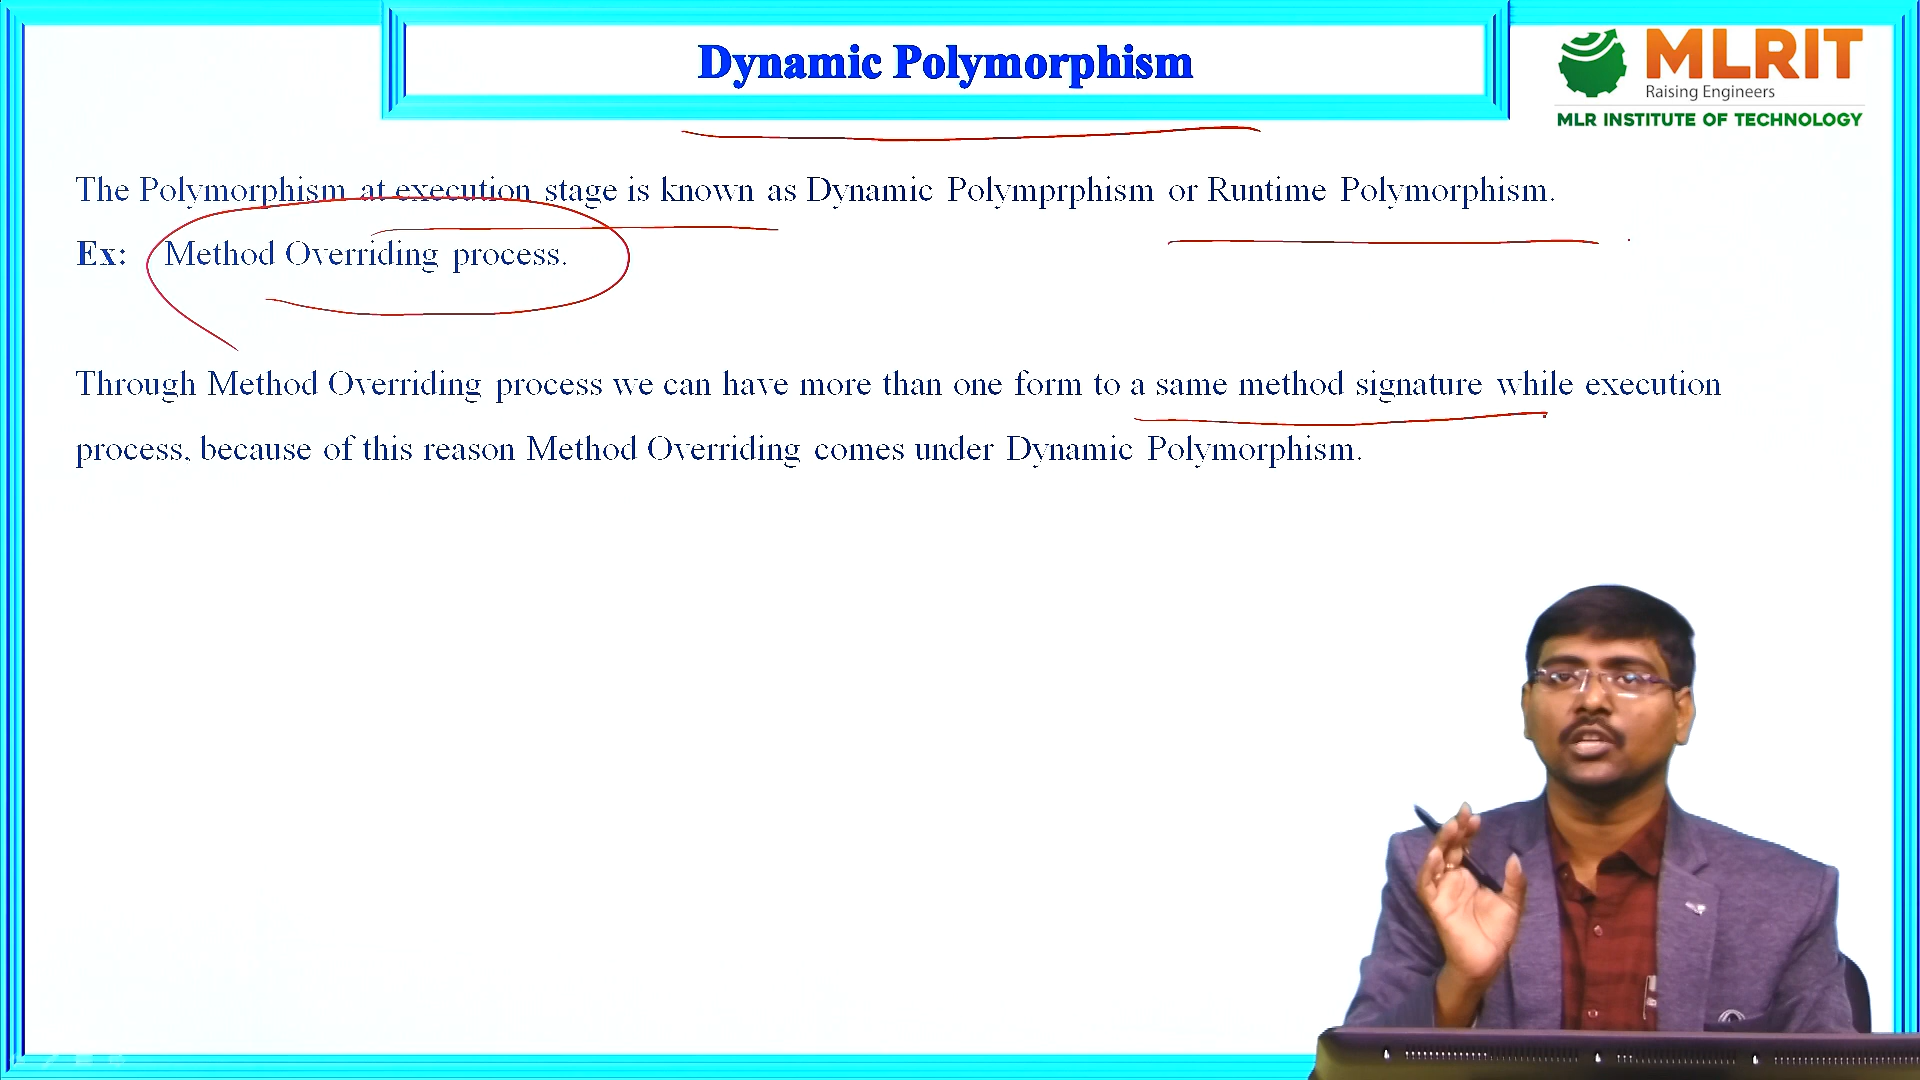 Dynamic Polymorphism
MLRIT
Raising Engineers
MLR INSTITUTE OF TECHNOLOGY
The Polymorphism at execution stage is known as Dynamic Polymprphism or Runtime Polymorphism.
Ex: Method Overriding process.
Through Method Overriding process we can have more than one form to a same method signature while execution
process, because of this reason Method Overriding comes under Dynamic Polymorphism.